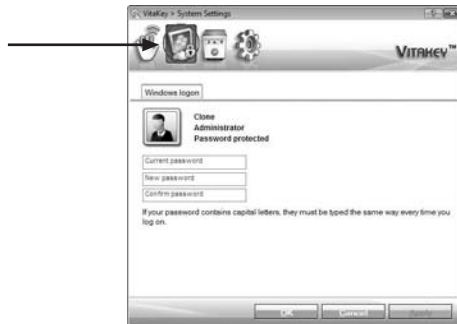 VitaKey > System Settings
VITAKEY™
Windows logon
Clone
Administrator
Password protected
Current password
New password
Confirm password
If your password contains capital letters, they must be typed the same way every time you
log on.
OK
Cancel
Apply